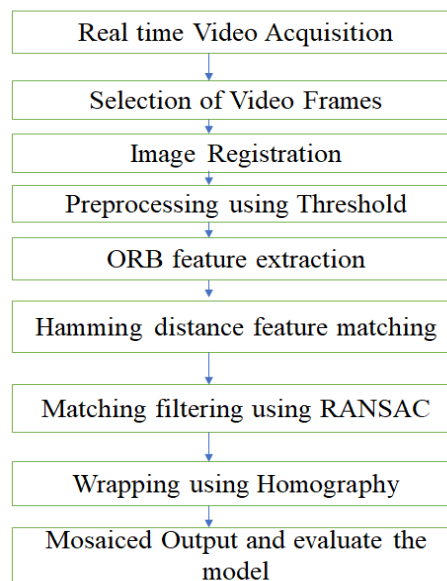 Real time Video Acquisition
Selection of Video Frames
Image Registration
Preprocessing using Threshold
ORB feature extraction
Hamming distance feature matching
Matching filtering using RANSAC
Wrapping using Homography
Mosaiced Output and evaluate the
model